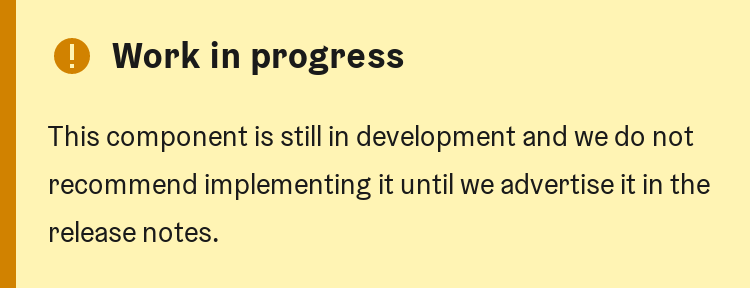 Work in progress
This component is still in development and we do not
recommend implementing it until we advertise it in the
release notes.